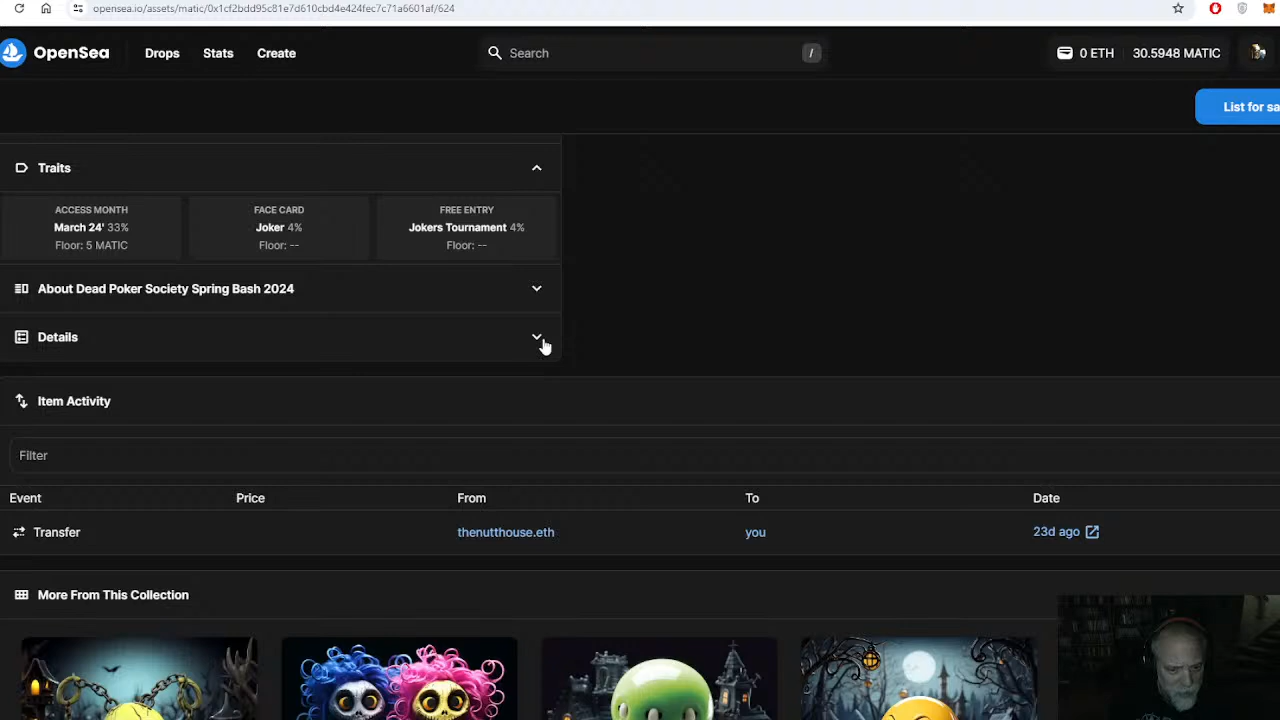 opensea.io/assets/matic/0x1cf2bdd95c81e7d610cbd4e424fec7c71a6601af/624
OpenSea
Drops
Stats
Create
Search
/
0 ETH
30.5948 MATIC
List for sa
Traits
ACCESS MONTH
March 24' 33%
Floor: 5 MATIC
FACE CARD
Joker 4%
Floor: --
FREE ENTRY
Jokers Tournament 4%
Floor: --
About Dead Poker Society Spring Bash 2024
Details
Item Activity
Filter
Event Price From To Date
Transfer thenutthouse.eth you 23d ago
More From This Collection